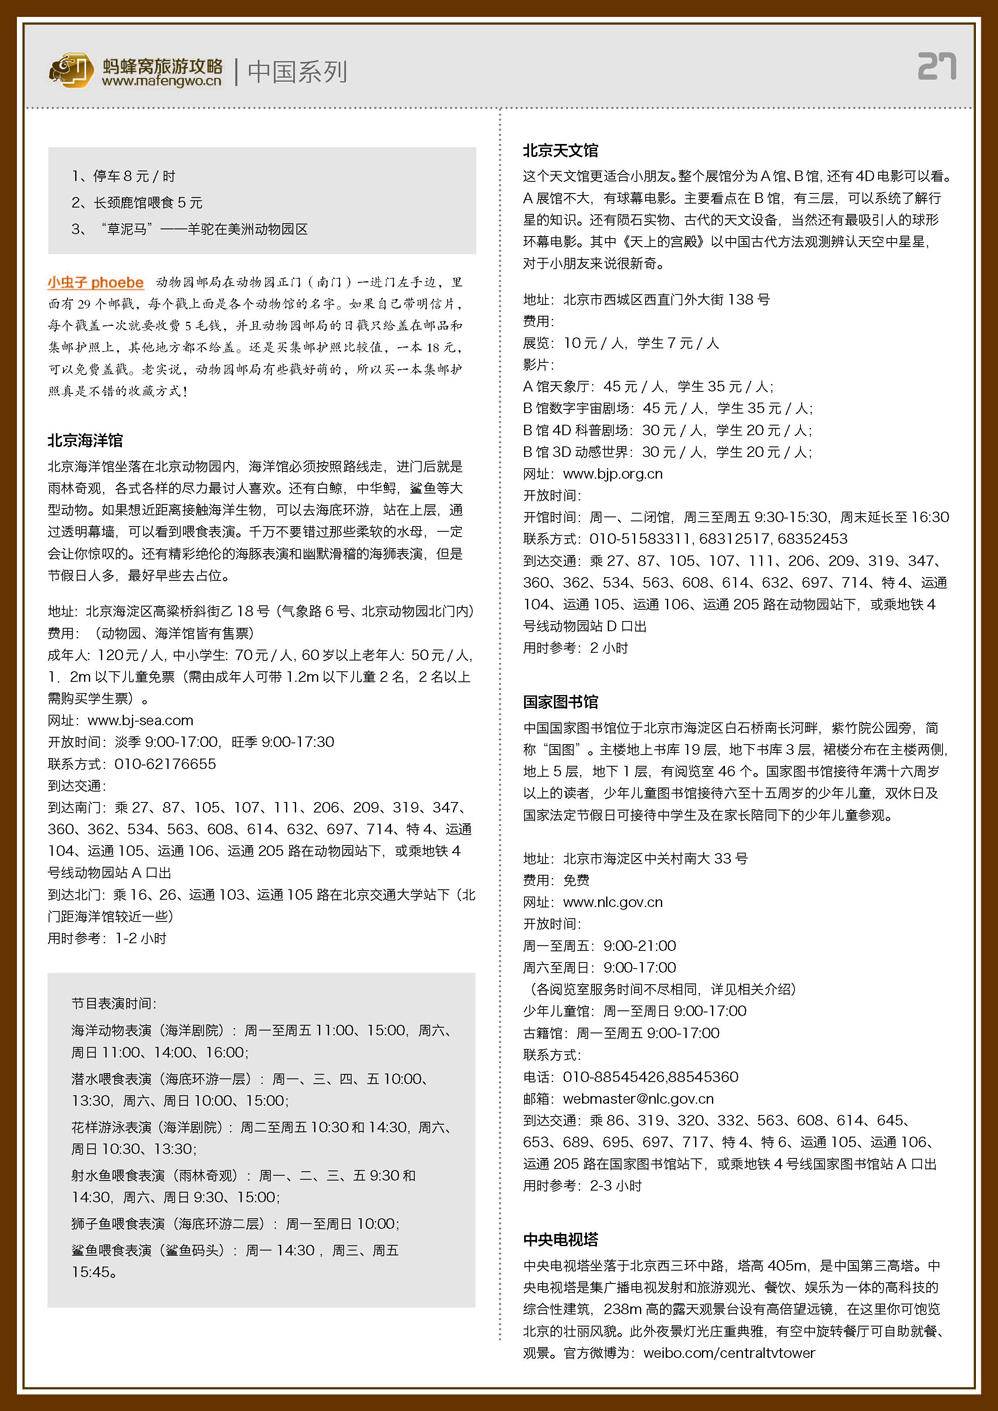 蚂蜂窝旅游攻略
www.mafengwo.cn
中国系列
27
1、停车 8 元 / 时
2、长颈鹿馆喂食 5 元
3、“草泥马”——羊驼在美洲动物园区
小虫子 phoebe 动物园邮局在动物园正门（南门）一进门左手边，里
面有 29 个邮戳，每个戳上面是各个动物馆的名字。如果自己带明信片，
每个戳盖一次就要收费 5 毛钱，并且动物园邮局的日戳只给盖在邮品和
集邮护照上，其他地方都不给盖。还是买集邮护照比较值，一本 18 元，
可以免费盖戳。老实说，动物园邮局有些戳好萌的，所以买一本集邮护
照真是不错的收藏方式！
北京海洋馆
北京海洋馆坐落在北京动物园内，海洋馆必须按照路线走，进门后就是
雨林奇观，各式各样的尽力最讨人喜欢。还有白鲸，中华鲟，鲨鱼等大
型动物。如果想近距离接触海洋生物，可以去海底环游，站在上层，通
过透明幕墙，可以看到喂食表演。千万不要错过那些柔软的水母，一定
会让你惊叹的。还有精彩绝伦的海豚表演和幽默滑稽的海狮表演，但是
节假日人多，最好早些去占位。
地址：北京海淀区高粱桥斜街乙 18 号（气象路 6 号、北京动物园北门内）
费用：（动物园、海洋馆皆有售票）
成年人：120 元 / 人，中小学生：70 元 / 人，60 岁以上老年人：50 元 / 人，
1．2m 以下儿童免票（需由成年人可带 1.2m 以下儿童 2 名，2 名以上
需购买学生票）。
网址：www.bj-sea.com
开放时间：淡季 9:00-17:00，旺季 9:00-17:30
联系方式：010-62176655
到达交通：
到达南门：乘 27、87、105、107、111、206、209、319、347、
360、362、534、563、608、614、632、697、714、特 4、运通
104、运通 105、运通 106、运通 205 路在动物园站下，或乘地铁 4
号线动物园站 A 口出
到达北门：乘 16、26、运通 103、运通 105 路在北京交通大学站下（北
门距海洋馆较近一些）
用时参考：1-2 小时
节目表演时间：
海洋动物表演（海洋剧院）：周一至周五 11:00、15:00，周六、
周日 11:00、14:00、16:00；
潜水喂食表演（海底环游一层）：周一、三、四、五 10:00、
13:30，周六、周日 10:00、15:00；
花样游泳表演（海洋剧院）：周二至周五 10:30 和 14:30，周六、
周日 10:30、13:30；
射水鱼喂食表演（雨林奇观）：周一、二、三、五 9:30 和
14:30，周六、周日 9:30、15:00；
狮子鱼喂食表演（海底环游二层）：周一至周日 10:00；
鲨鱼喂食表演（鲨鱼码头）：周一 14:30 ，周三、周五
15:45。
北京天文馆
这个天文馆更适合小朋友。整个展馆分为 A 馆、B 馆，还有 4D 电影可以看。
A 展馆不大，有球幕电影。主要看点在 B 馆，有三层，可以系统了解行
星的知识。还有陨石实物、古代的天文设备，当然还有最吸引人的球形
环幕电影。其中《天上的宫殿》以中国古代方法观测辨认天空中星星，
对于小朋友来说很新奇。
地址：北京市西城区西直门外大街 138 号
费用：
展览：10 元 / 人，学生 7 元 / 人
影片：
A 馆天象厅：45 元 / 人，学生 35 元 / 人；
B 馆数字宇宙剧场：45 元 / 人，学生 35 元 / 人；
B 馆 4D 科普剧场：30 元 / 人，学生 20 元 / 人；
B 馆 3D 动感世界：30 元 / 人，学生 20 元 / 人；
网址：www.bjp.org.cn
开放时间：
开馆时间：周一、二闭馆，周三至周五 9:30-15:30，周末延长至 16:30
联系方式：010-51583311, 68312517, 68352453
到达交通：乘 27、87、105、107、111、206、209、319、347、
360、362、534、563、608、614、632、697、714、特 4、运通
104、运通 105、运通 106、运通 205 路在动物园站下，或乘地铁 4
号线动物园站 D 口出
用时参考：2 小时
国家图书馆
中国国家图书馆位于北京市海淀区白石桥南长河畔，紫竹院公园旁，简
称“国图”。主楼地上书库 19 层，地下书库 3 层，裙楼分布在主楼两侧，
地上 5 层，地下 1 层，有阅览室 46 个。国家图书馆接待年满十六周岁
以上的读者，少年儿童图书馆接待六至十五周岁的少年儿童，双休日及
国家法定节假日可接待中学生及在家长陪同下的少年儿童参观。
地址：北京市海淀区中关村南大 33 号
费用：免费
网址：www.nlc.gov.cn
开放时间：
周一至周五：9:00-21:00
周六至周日：9:00-17:00
（各阅览室服务时间不尽相同，详见相关介绍）
少年儿童馆：周一至周日 9:00-17:00
古籍馆：周一至周五 9:00-17:00
联系方式：
电话：010-88545426,88545360
邮箱：webmaster@nlc.gov.cn
到达交通：乘 86、319、320、332、563、608、614、645、
653、689、695、697、717、特 4、特 6、运通 105、运通 106、
运通 205 路在国家图书馆站下，或乘地铁 4 号线国家图书馆站 A 口出
用时参考：2-3 小时
中央电视塔
中央电视塔坐落于北京西三环中路，塔高 405m，是中国第三高塔。中
央电视塔是集广播电视发射和旅游观光、餐饮、娱乐为一体的高科技的
综合性建筑，238m 高的露天观景台设有高倍望远镜，在这里你可饱览
北京的壮丽风貌。此外夜景灯光庄重典雅，有空中旋转餐厅可自助就餐、
观景。官方微博为：weibo.com/centraltvtower